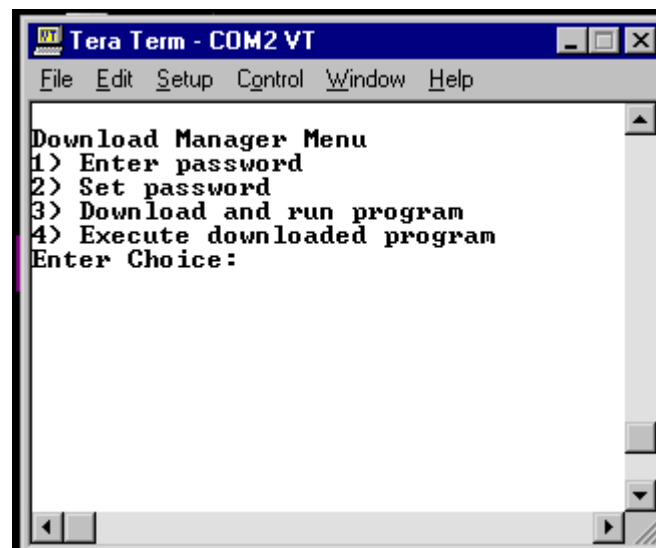 Tera Term - COM2 VT
File Edit Setup Control Window Help
Download Manager Menu
1) Enter password
2) Set password
3) Download and run program
4) Execute downloaded program
Enter Choice: